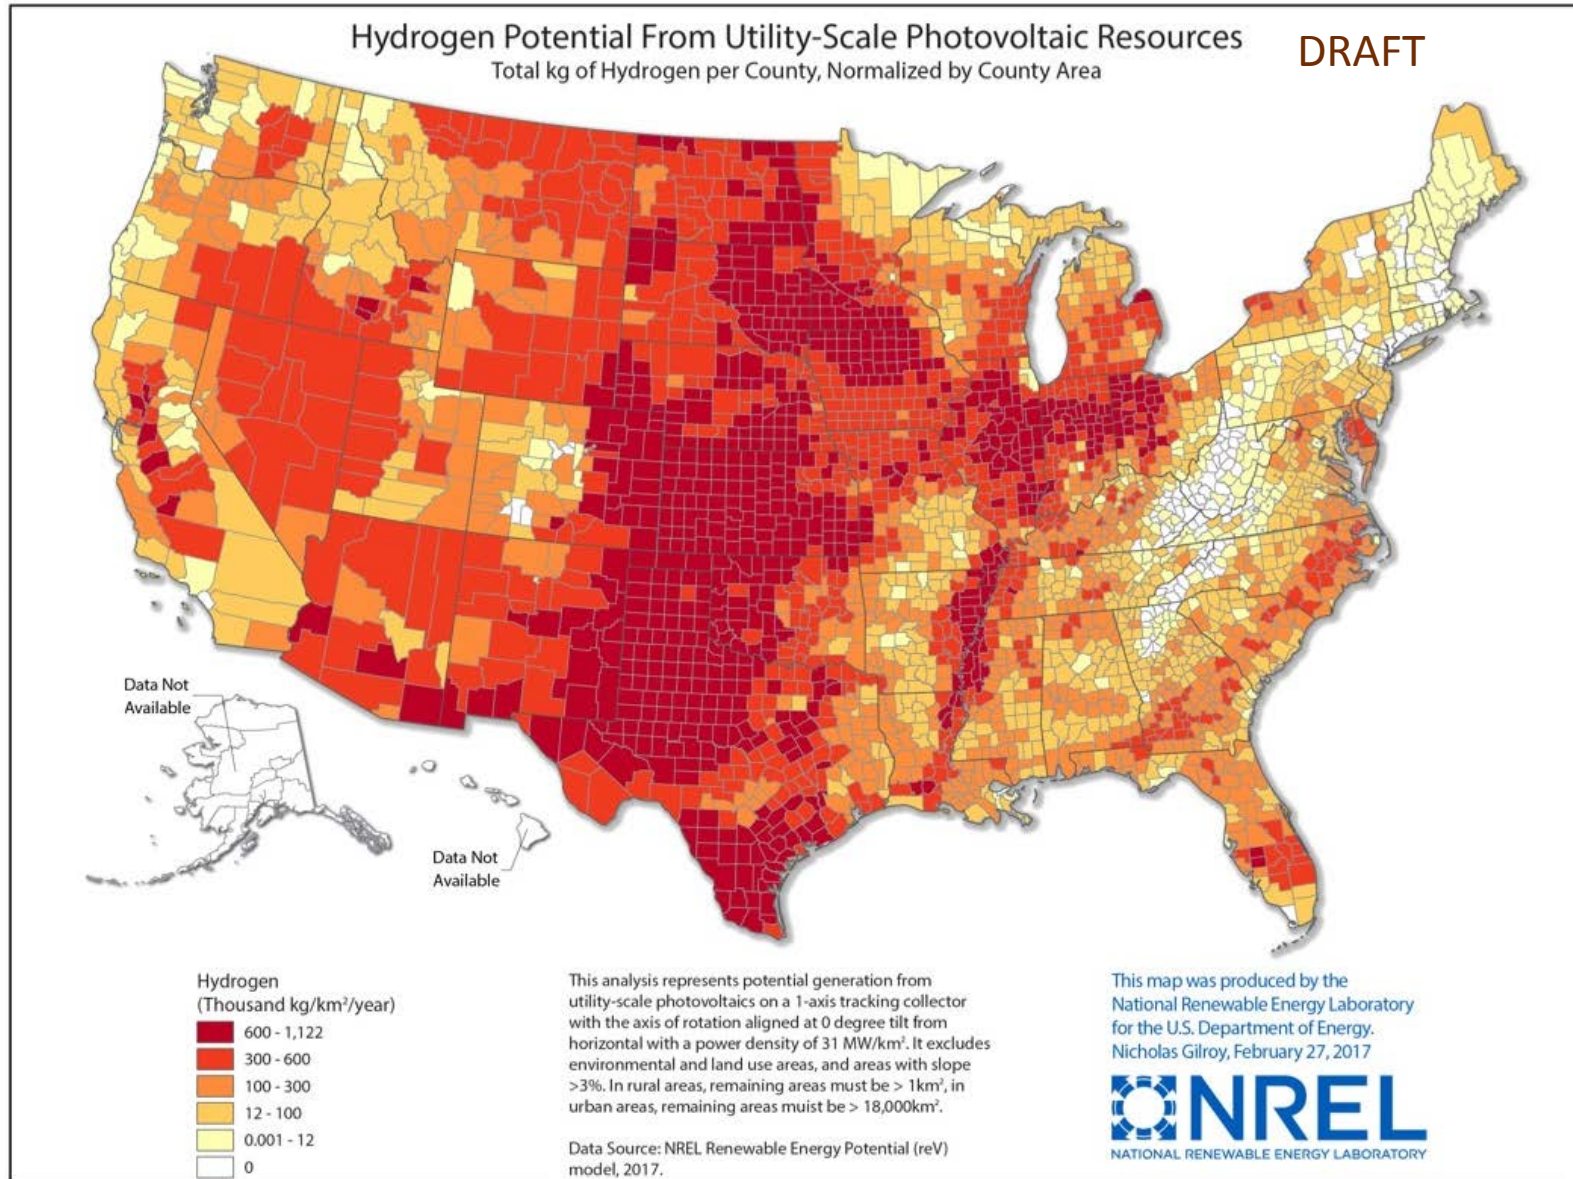 Hydrogen Potential From Utility-Scale Photovoltaic Resources
DRAFT
Total kg of Hydrogen per County, Normalized by County Area
Data Not
Available
Data Not
Available
Hydrogen
(Thousand kg/km²/year)
600 - 1,122
300 - 600
100 - 300
12 - 100
0.001 - 12
0
This analysis represents potential generation from
utility-scale photovoltaics on a 1-axis tracking collector
with the axis of rotation aligned at 0 degree tilt from
horizontal with a power density of 31 MW/km². It excludes
environmental and land use areas, and areas with slope
>3%. In rural areas, remaining areas must be > 1km², in
urban areas, remaining areas muist be > 18,000km².
Data Source: NREL Renewable Energy Potential (reV)
model, 2017.
This map was produced by the
National Renewable Energy Laboratory
for the U.S. Department of Energy.
Nicholas Gilroy, February 27, 2017
NREL
NATIONAL RENEWABLE ENERGY LABORATORY